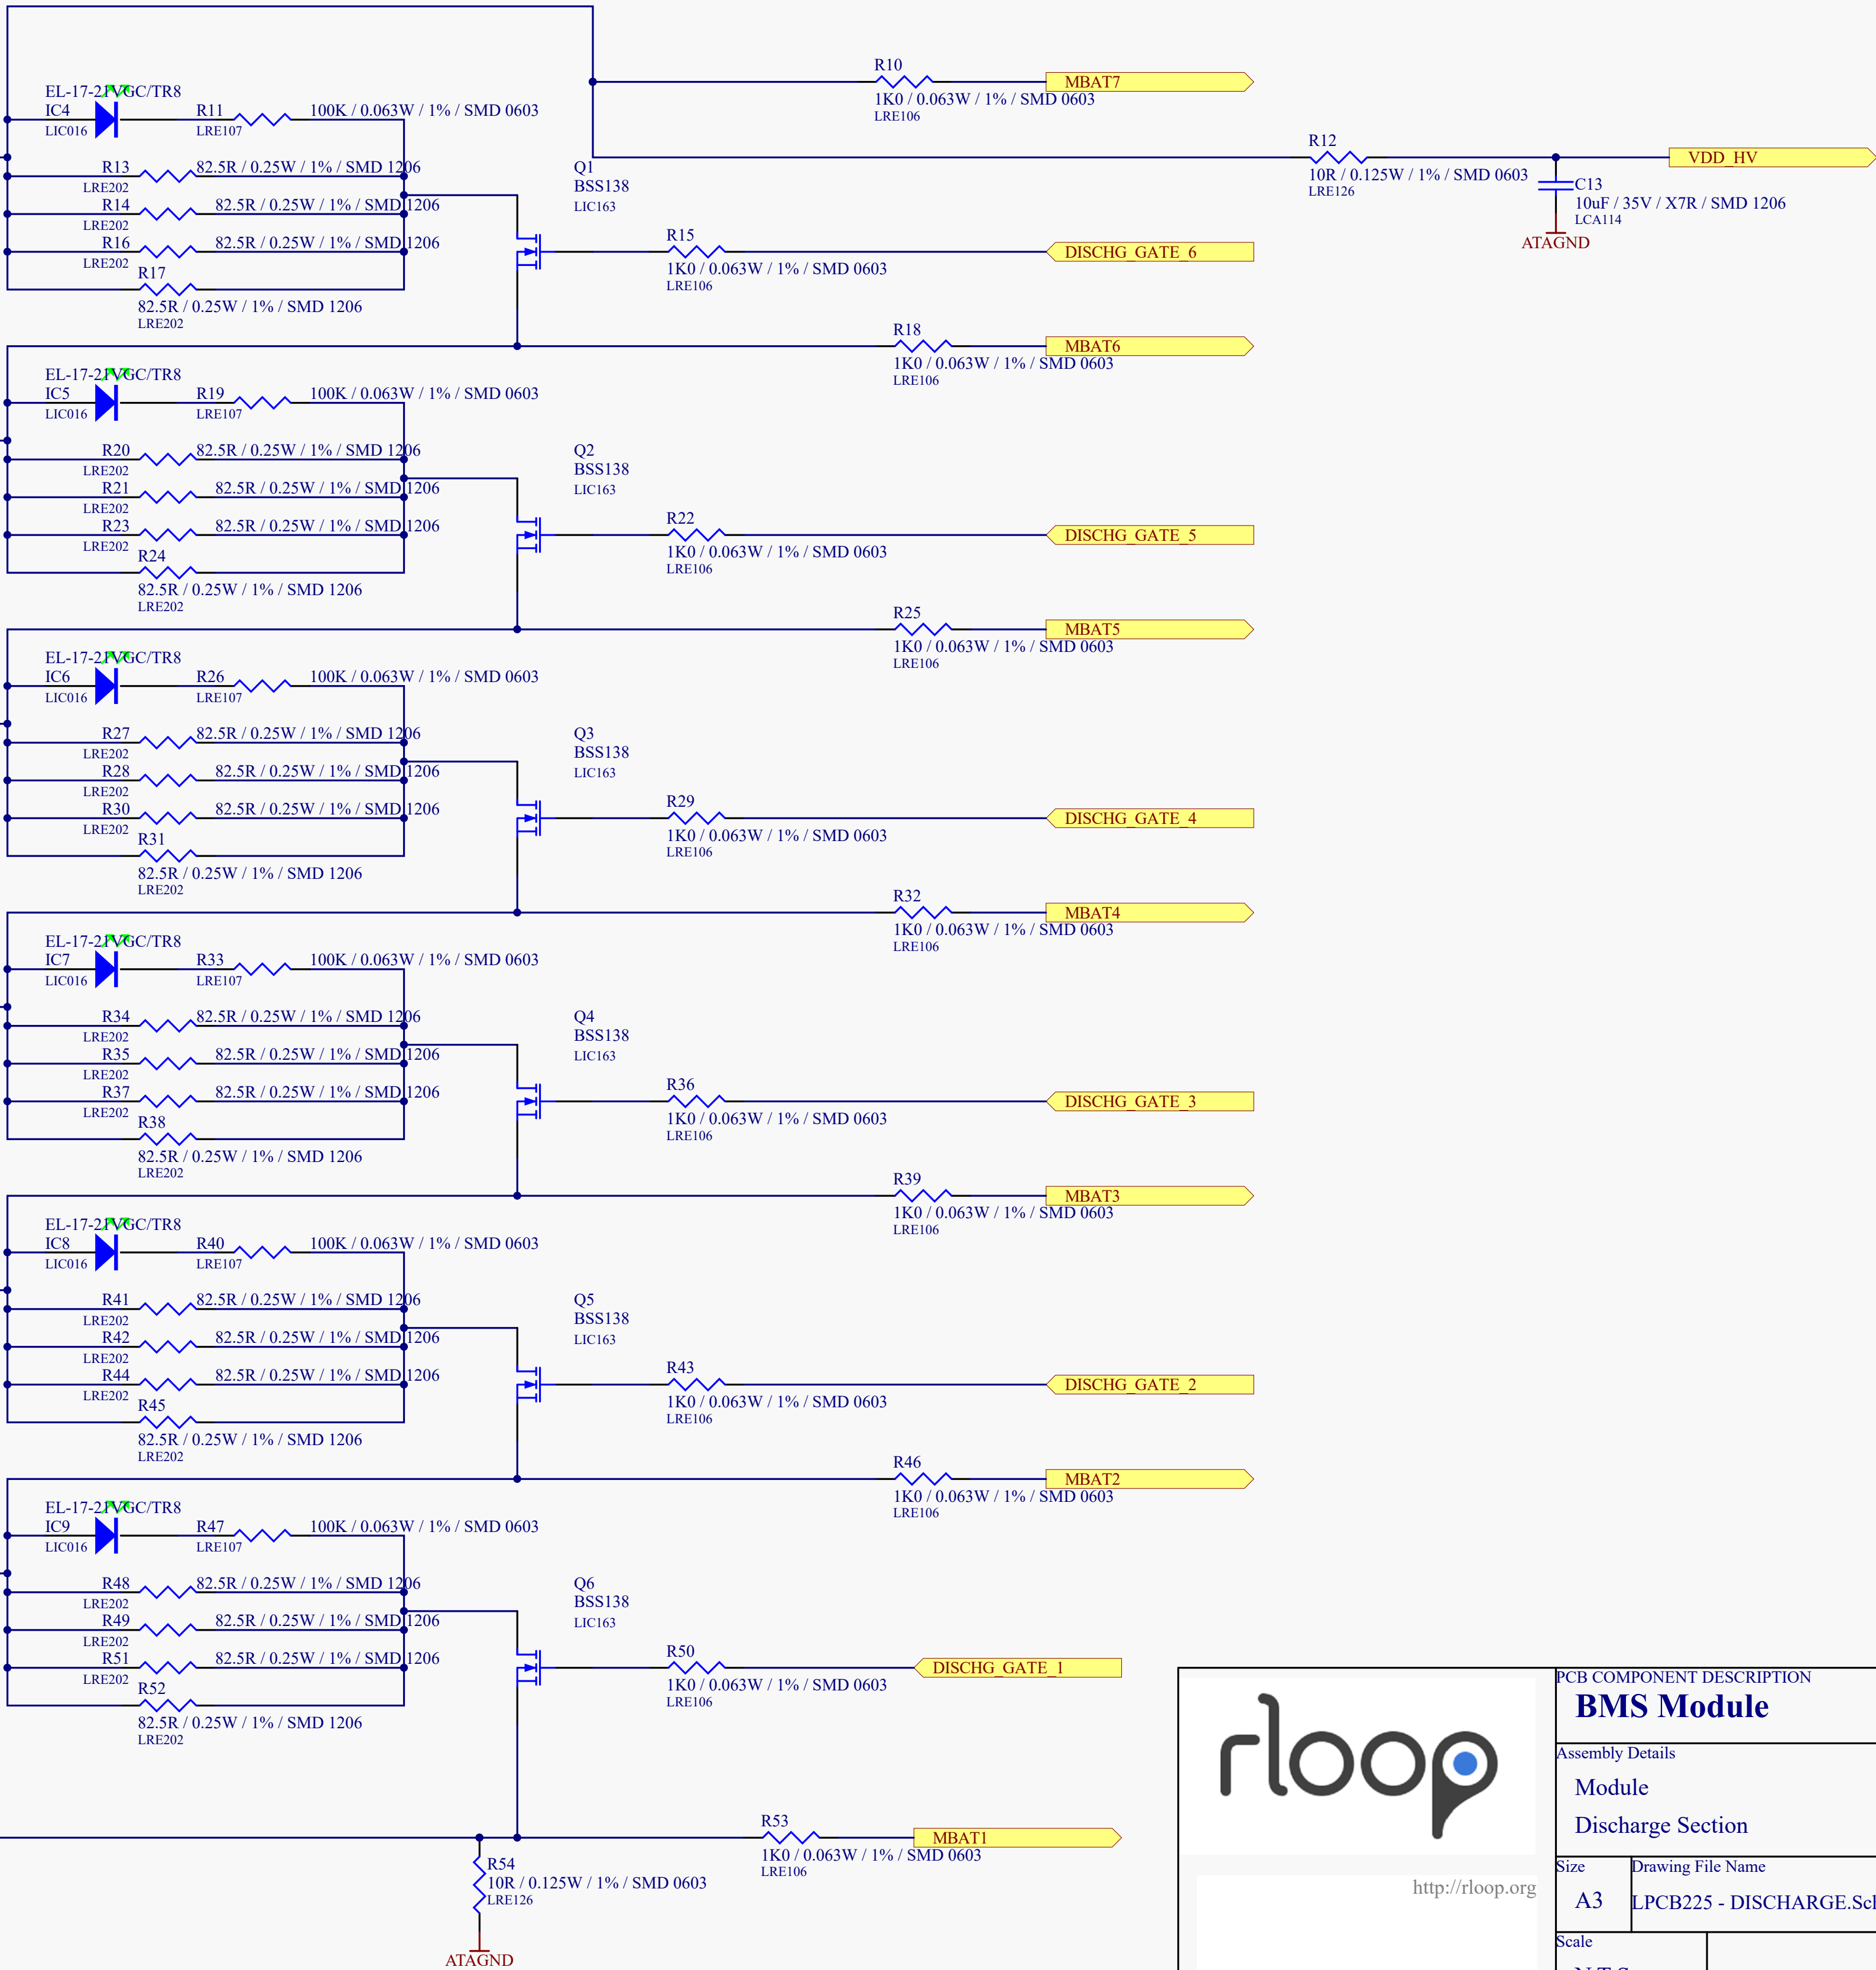 R10
MBAT7
1K0 / 0.063W / 1% / SMD 0603
LRE106
EL-17-21VGC/TR8
IC4
LIC016
R11
LRE107
100K / 0.063W / 1% / SMD 0603
R12
10R / 0.125W / 1% / SMD 0603
LRE126
VDD_HV
C13
10uF / 35V / X7R / SMD 1206
LCA114
ATAGND
R13
82.5R / 0.25W / 1% / SMD 1206
LRE202
R14
82.5R / 0.25W / 1% / SMD 1206
LRE202
R16
82.5R / 0.25W / 1% / SMD 1206
LRE202
R17
82.5R / 0.25W / 1% / SMD 1206
LRE202
Q1
BSS138
LIC163
R15
1K0 / 0.063W / 1% / SMD 0603
LRE106
DISCHG_GATE_6
R18
MBAT6
1K0 / 0.063W / 1% / SMD 0603
LRE106
EL-17-21VGC/TR8
IC5
LIC016
R19
LRE107
100K / 0.063W / 1% / SMD 0603
R20
82.5R / 0.25W / 1% / SMD 1206
LRE202
R21
82.5R / 0.25W / 1% / SMD 1206
LRE202
R23
82.5R / 0.25W / 1% / SMD 1206
LRE202
R24
82.5R / 0.25W / 1% / SMD 1206
LRE202
Q2
BSS138
LIC163
R22
1K0 / 0.063W / 1% / SMD 0603
LRE106
DISCHG_GATE_5
R25
MBAT5
1K0 / 0.063W / 1% / SMD 0603
LRE106
EL-17-21VGC/TR8
IC6
LIC016
R26
LRE107
100K / 0.063W / 1% / SMD 0603
R27
82.5R / 0.25W / 1% / SMD 1206
LRE202
R28
82.5R / 0.25W / 1% / SMD 1206
LRE202
R30
82.5R / 0.25W / 1% / SMD 1206
LRE202
R31
82.5R / 0.25W / 1% / SMD 1206
LRE202
Q3
BSS138
LIC163
R29
1K0 / 0.063W / 1% / SMD 0603
LRE106
DISCHG_GATE_4
R32
MBAT4
1K0 / 0.063W / 1% / SMD 0603
LRE106
EL-17-21VGC/TR8
IC7
LIC016
R33
LRE107
100K / 0.063W / 1% / SMD 0603
R34
82.5R / 0.25W / 1% / SMD 1206
LRE202
R35
82.5R / 0.25W / 1% / SMD 1206
LRE202
R37
82.5R / 0.25W / 1% / SMD 1206
LRE202
R38
82.5R / 0.25W / 1% / SMD 1206
LRE202
Q4
BSS138
LIC163
R36
1K0 / 0.063W / 1% / SMD 0603
LRE106
DISCHG_GATE_3
R39
MBAT3
1K0 / 0.063W / 1% / SMD 0603
LRE106
EL-17-21VGC/TR8
IC8
LIC016
R40
LRE107
100K / 0.063W / 1% / SMD 0603
R41
82.5R / 0.25W / 1% / SMD 1206
LRE202
R42
82.5R / 0.25W / 1% / SMD 1206
LRE202
R44
82.5R / 0.25W / 1% / SMD 1206
LRE202
R45
82.5R / 0.25W / 1% / SMD 1206
LRE202
Q5
BSS138
LIC163
R43
1K0 / 0.063W / 1% / SMD 0603
LRE106
DISCHG_GATE_2
R46
MBAT2
1K0 / 0.063W / 1% / SMD 0603
LRE106
EL-17-21VGC/TR8
IC9
LIC016
R47
LRE107
100K / 0.063W / 1% / SMD 0603
R48
82.5R / 0.25W / 1% / SMD 1206
LRE202
R49
82.5R / 0.25W / 1% / SMD 1206
LRE202
R51
82.5R / 0.25W / 1% / SMD 1206
LRE202
R52
82.5R / 0.25W / 1% / SMD 1206
LRE202
Q6
BSS138
LIC163
R50
1K0 / 0.063W / 1% / SMD 0603
LRE106
DISCHG_GATE_1
R53
MBAT1
1K0 / 0.063W / 1% / SMD 0603
LRE106
R54
10R / 0.125W / 1% / SMD 0603
LRE126
ATAGND
rloop
http://rloop.org
PCB COMPONENT DESCRIPTION
BMS Module
Assembly Details
Module
Discharge Section
Size
A3
Drawing File Name
LPCB225 - DISCHARGE.Scl
Scale